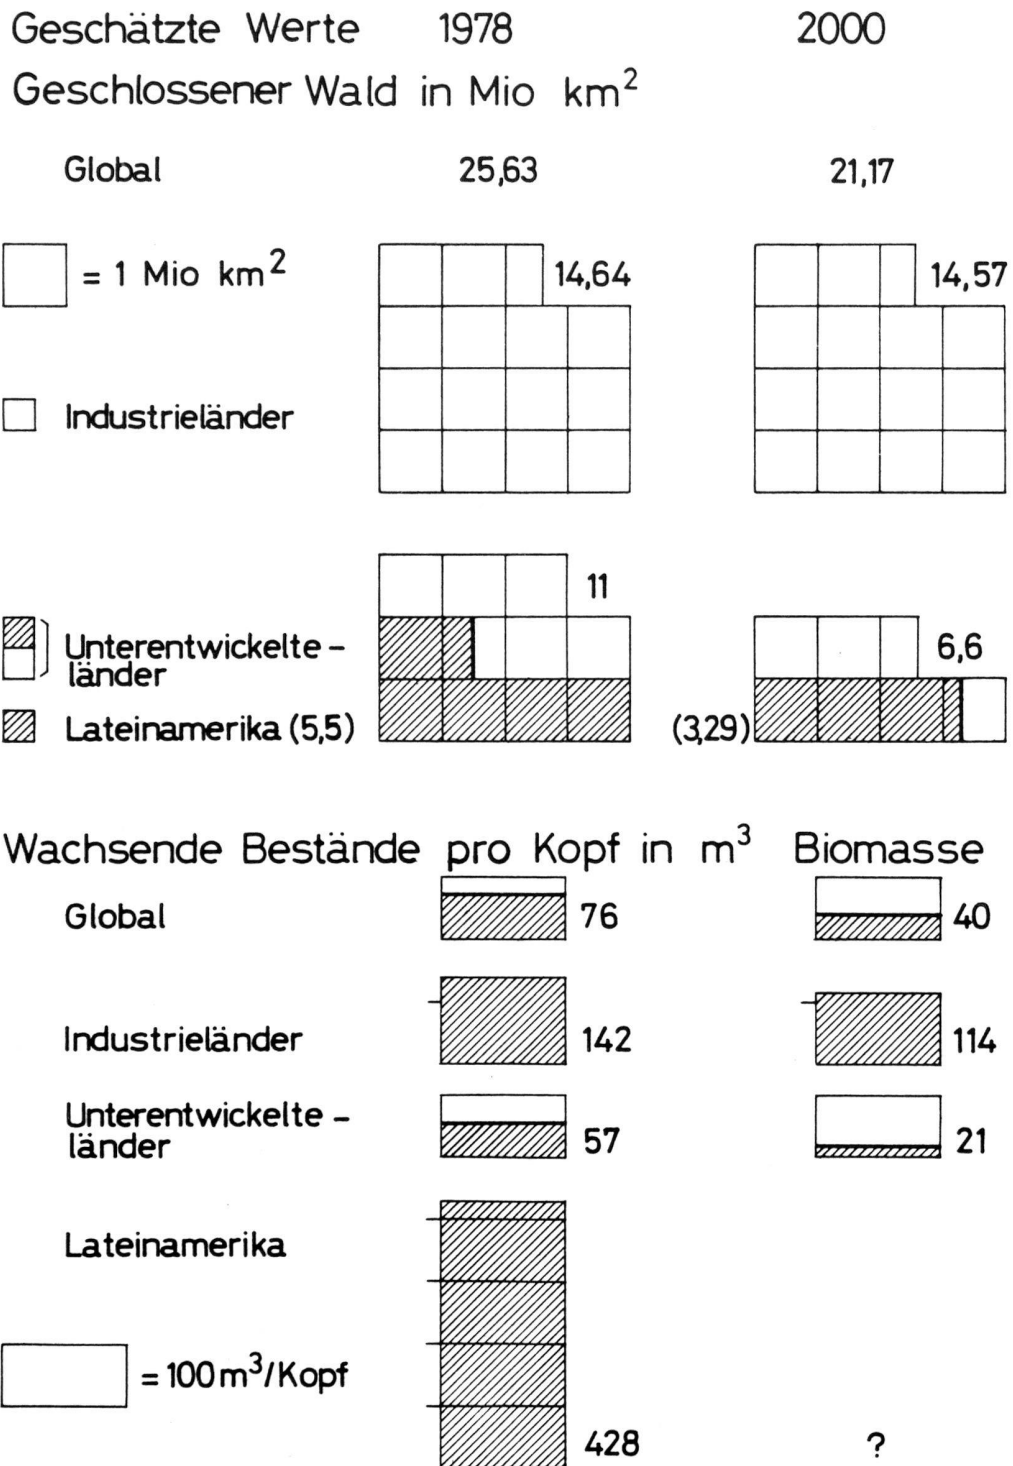 Geschätzte Werte 1978 2000
Geschlossener Wald in Mio km²
Global 25,63 21,17
= 1 Mio km² 14,64 14,57
Industrieländer
11
Unterentwickelte- 6,6
länder
Lateinamerika (5,5) (3,29)
Wachsende Bestände pro Kopf in m³ Biomasse
Global 76 40
Industrieländer 142 114
Unterentwickelte-
länder 57 21
Lateinamerika
= 100 m³/Kopf
428 ?